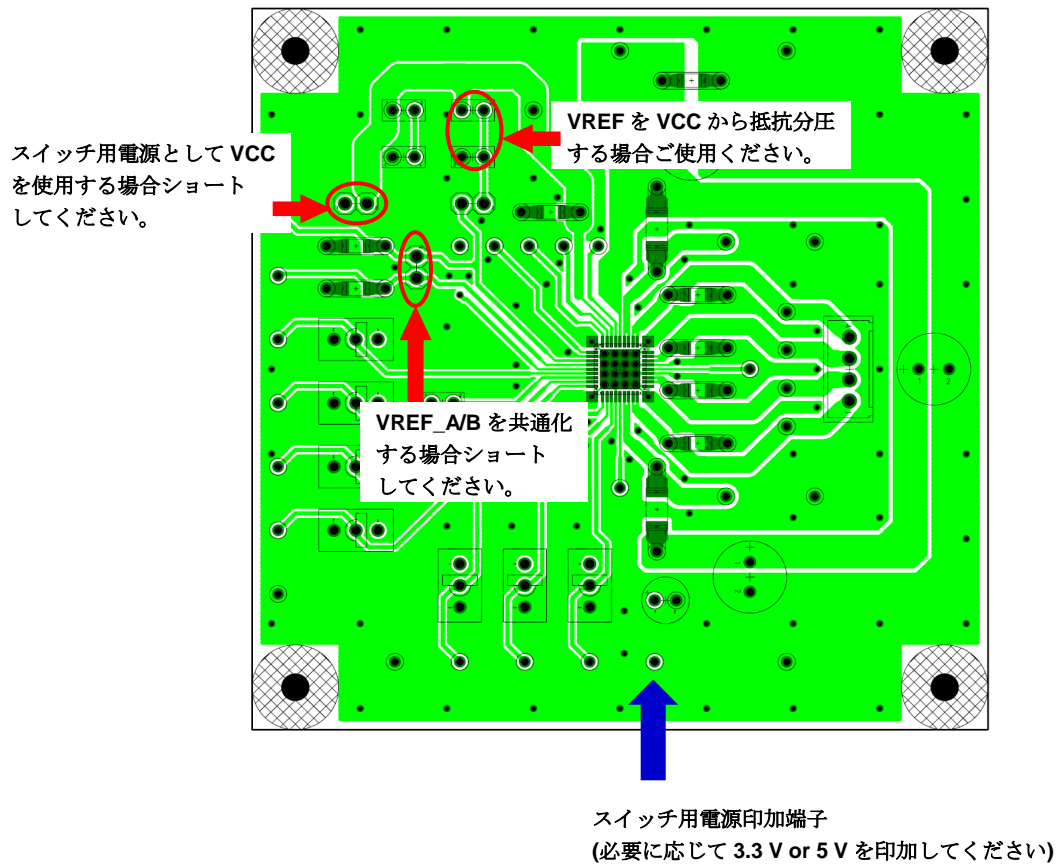 VREF を VCC から抵抗分圧
する場合ご使用ください。
スイッチ用電源として VCC
を使用する場合ショート
してください。
VREF_A/B を共通化
する場合ショート
してください。
1 2
1
2
スイッチ用電源印加端子
(必要に応じて 3.3 V or 5 V を印加してください)